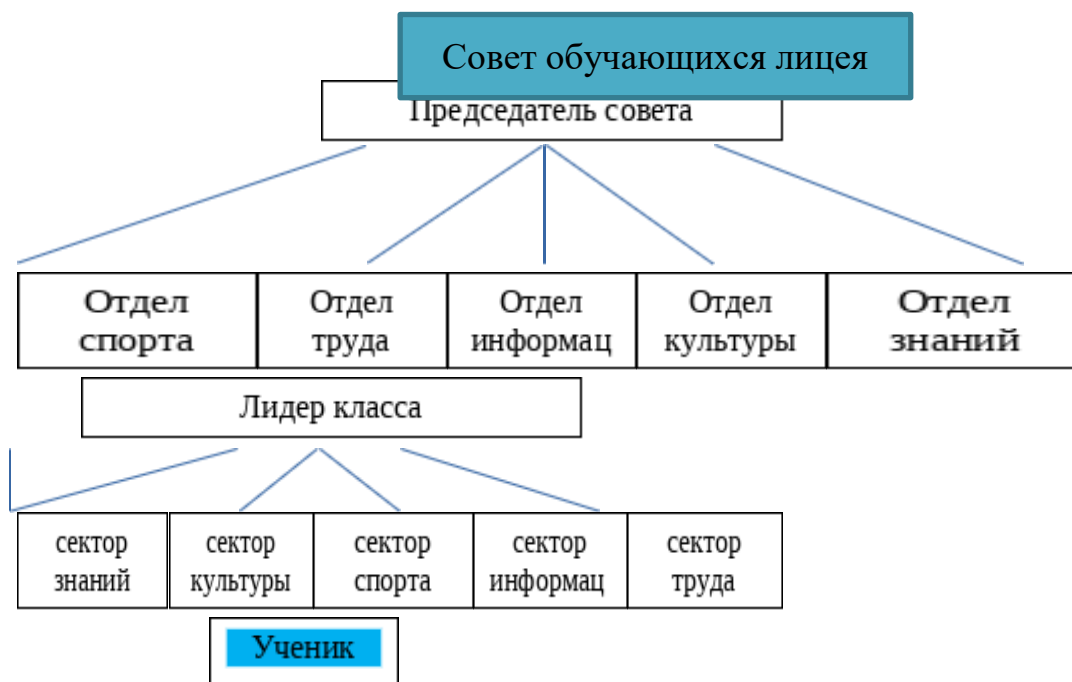 Совет обучающихся лицея
Председатель совета
Отдел спорта
Отдел труда
Отдел информац
Отдел культуры
Отдел знаний
Лидер класса
сектор знаний
сектор культуры
сектор спорта
сектор информац
сектор труда
Ученик